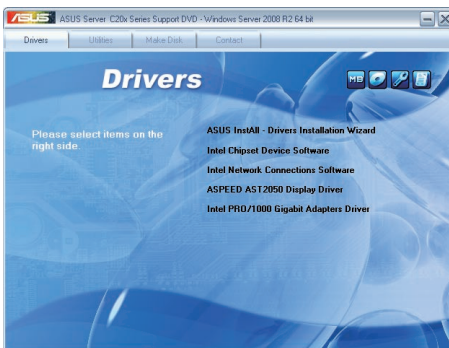 ASUS ASUS Server C20x Series Support DVD - Windows Server 2008 R2 64 bit
Drivers Utilities Make Disk Contact
Drivers
MB
Please select items on the
right side.
ASUS InstAll - Drivers Installation Wizard
Intel Chipset Device Software
Intel Network Connections Software
ASPEED AST2050 Display Driver
Intel PRO/1000 Gigabit Adapters Driver